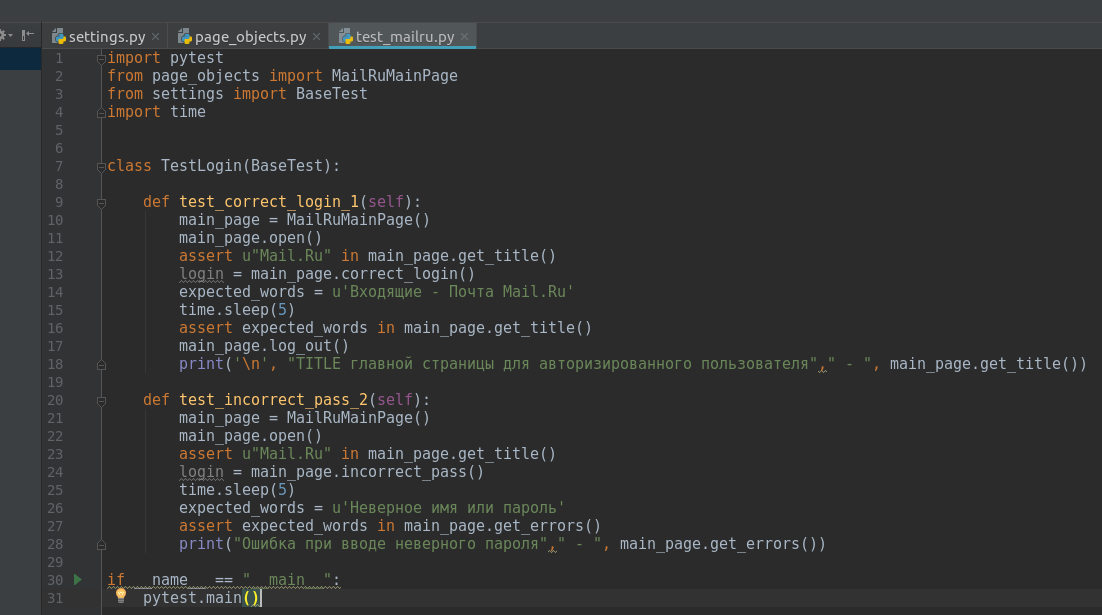 settings.py page_objects.py test_mailru.py
1 import pytest
2 from page_objects import MailRuMainPage
3 from settings import BaseTest
4 import time
5
6
7 class TestLogin(BaseTest):
8
9     def test_correct_login_1(self):
10         main_page = MailRuMainPage()
11         main_page.open()
12         assert u"Mail.Ru" in main_page.get_title()
13         login = main_page.correct_login()
14         expected_words = u'Входящие - Почта Mail.Ru'
15         time.sleep(5)
16         assert expected_words in main_page.get_title()
17         main_page.log_out()
18         print('\n', "TITLE главной страницы для авторизированного пользователя"," - ", main_page.get_title())
19
20     def test_incorrect_pass_2(self):
21         main_page = MailRuMainPage()
22         main_page.open()
23         assert u"Mail.Ru" in main_page.get_title()
24         login = main_page.incorrect_pass()
25         time.sleep(5)
26         expected_words = u'Неверное имя или пароль'
27         assert expected_words in main_page.get_errors()
28         print("Ошибка при вводе неверного пароля"," - ", main_page.get_errors())
29
30 if __name__ == "__main__":
31     pytest.main()